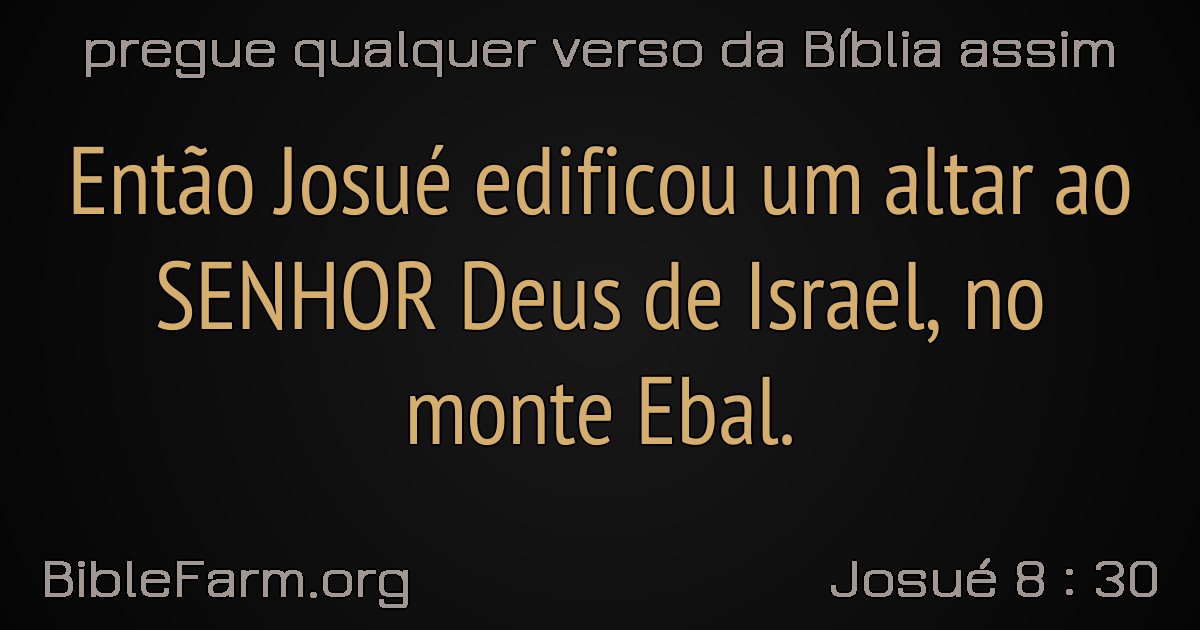 pregue qualquer verso da Bíblia assim
Então Josué edificou um altar ao
SENHOR Deus de Israel, no
monte Ebal.
BibleFarm.org
Josué 8 : 30